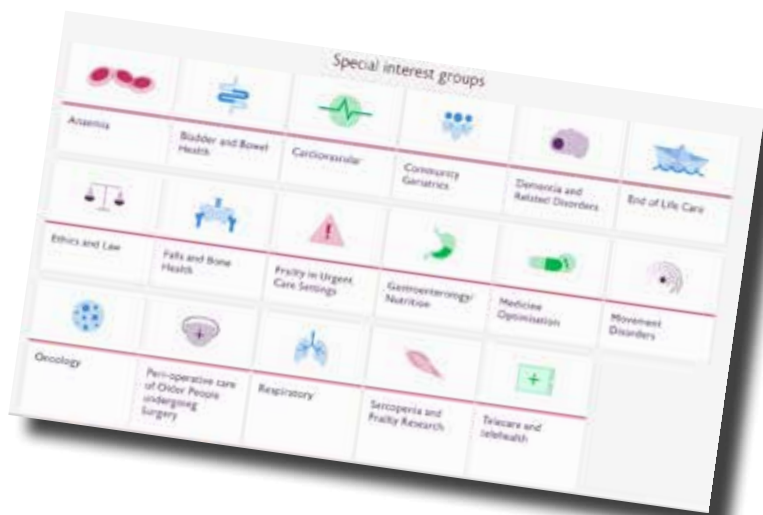 Special interest groups
Anaemia
Bladder and Bowel
Health
Cardiovascular
Community
Geriatrics
Dementia and
Related Disorders
End of Life Care
Ethics and Law
Falls and Bone
Health
Frailty in Urgent
Care Settings
Gastroenterology/
Nutrition
Medicine
Optimisation
Movement
Disorders
Oncology
Peri-operative care
of Older People
undergoing
Surgery
Respiratory
Sarcopenia and
Frailty Research
Telecare and
telehealth